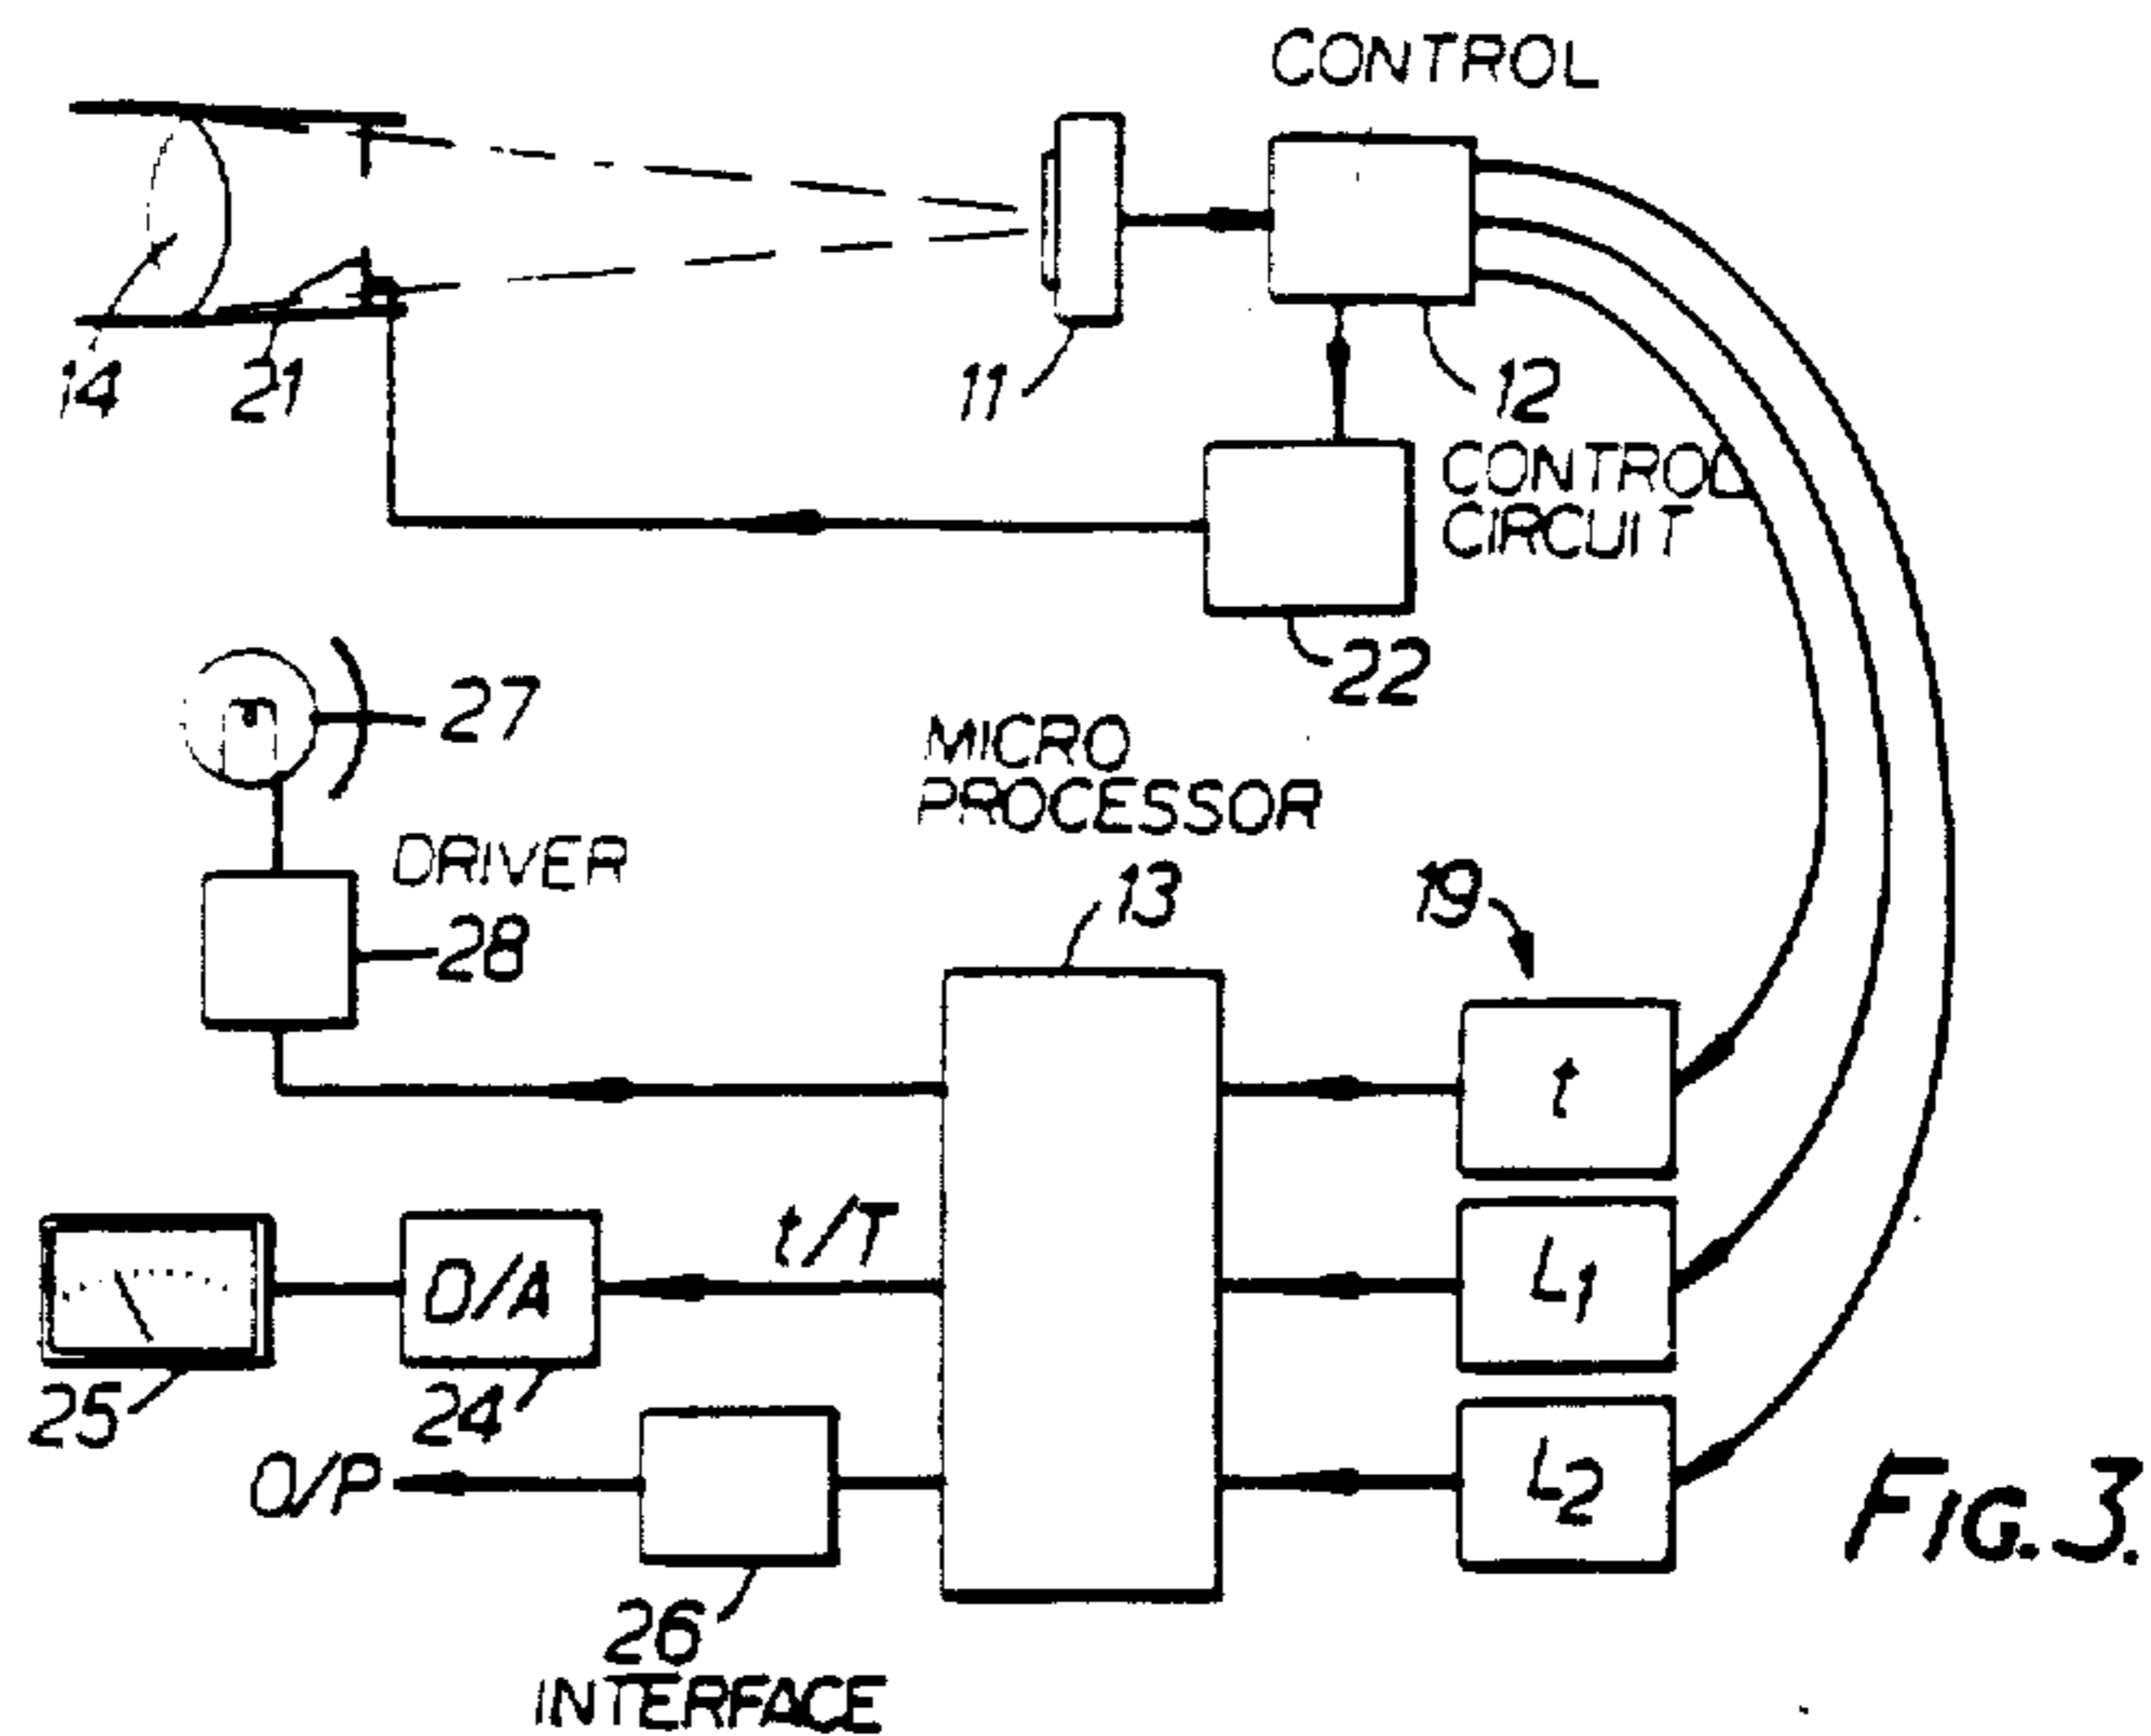 CONTROL
14
21
11
12
CONTROL
CIRCUIT
22
27
MICRO
PROCESSOR
DRIVER
13
19
28
t
t/T
D/A
L1
25
24
L2
O/P
FIG. 3.
26
INTERFACE